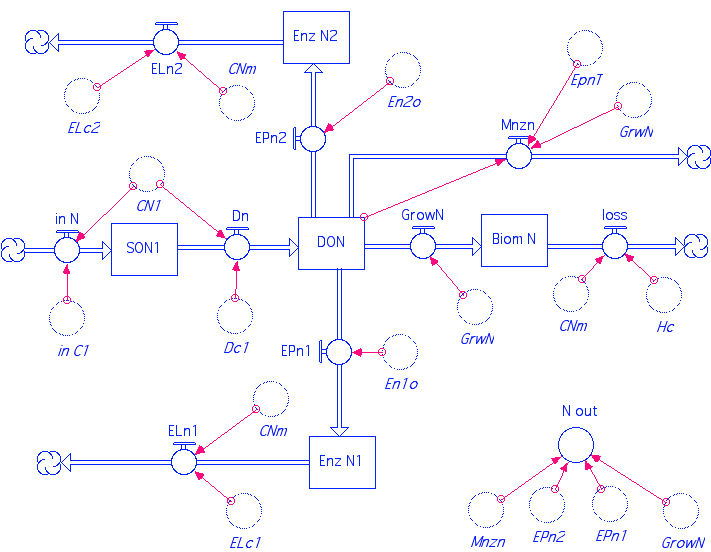 Enz N2
ELn2
CNm
EpnT
ELc2
En2o
EPn2
Mnzn
GrwN
CN1
in N
Dn
GrowN
Biom N
loss
SON1
DON
in C1
Dc1
GrwN
CNm
Hc
EPn1
En1o
N out
ELn1
CNm
Enz N1
ELc1
Mnzn
EPn2
EPn1
GrowN